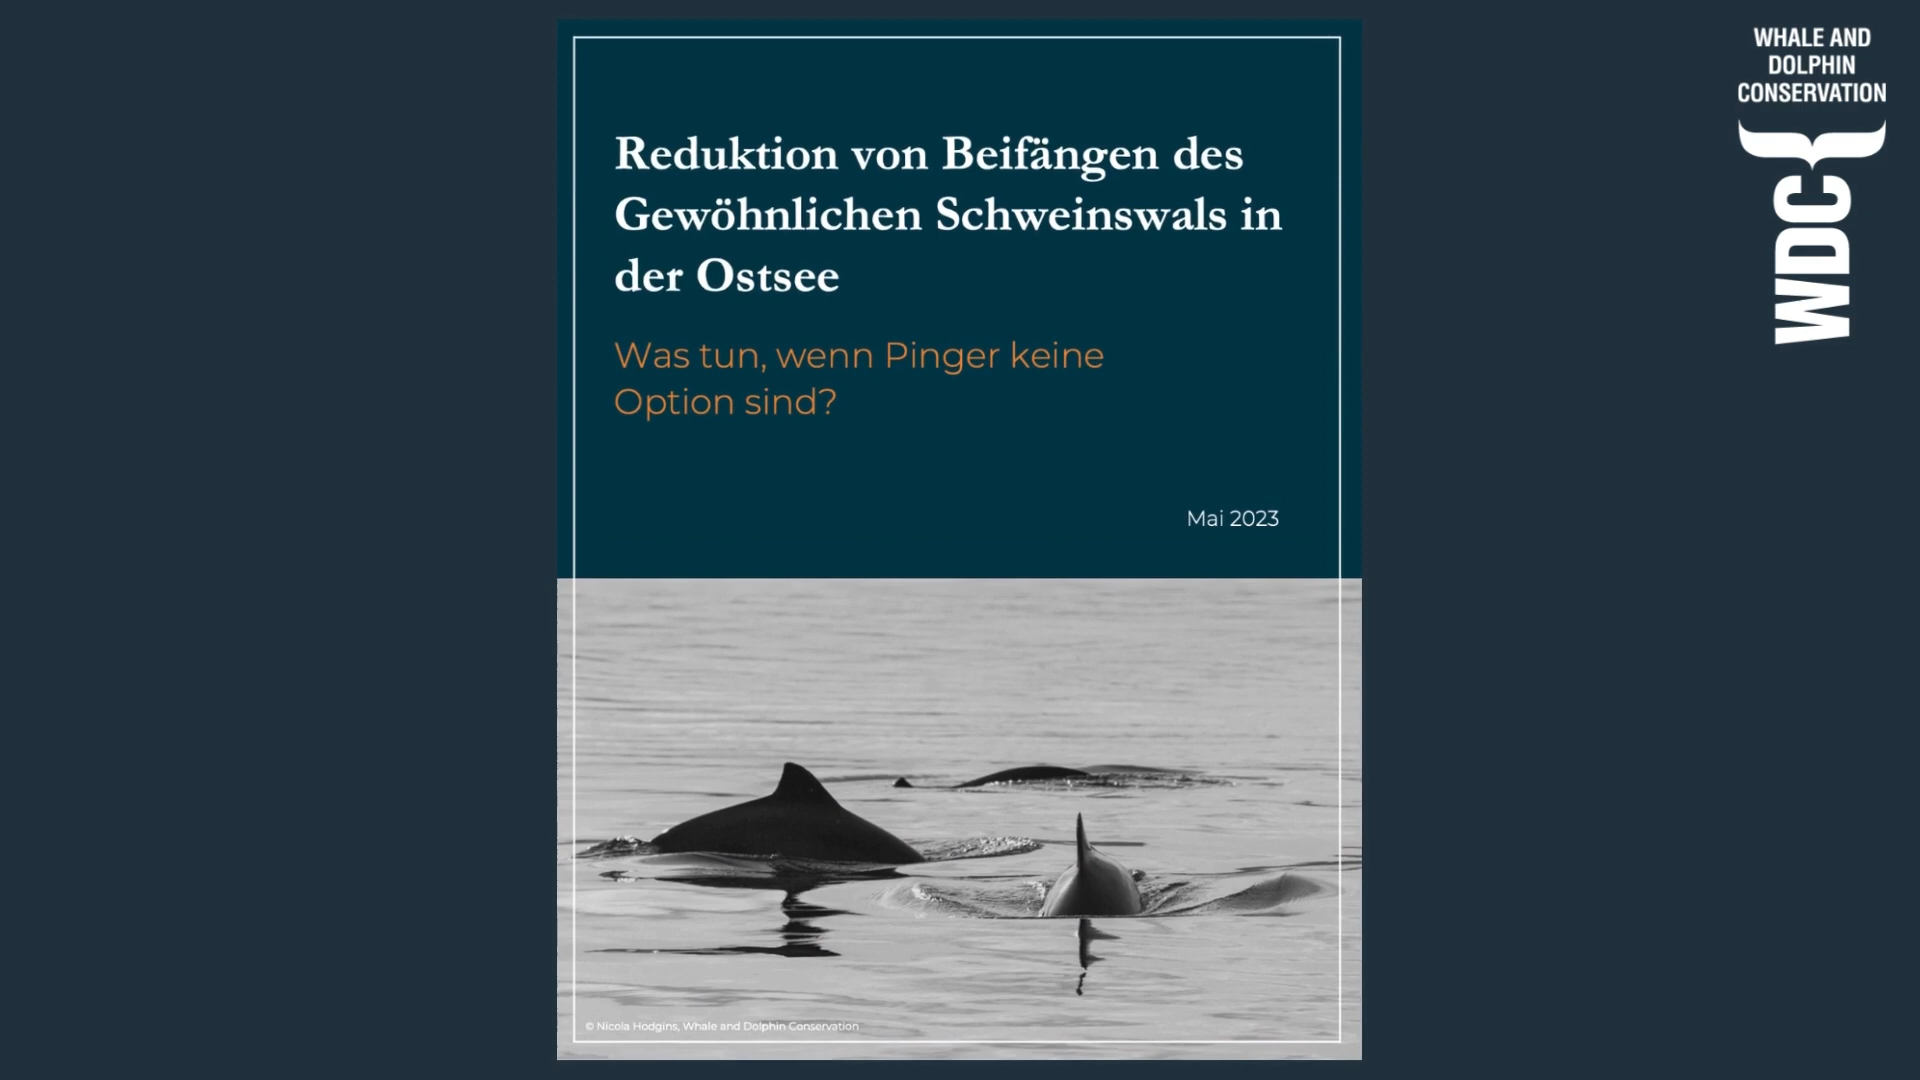 Reduktion von Beifängen des
Gewöhnlichen Schweinswals in
der Ostsee
Was tun, wenn Pinger keine
Option sind?
Mai 2023
© Nicola Hodgins, Whale and Dolphin Conservation
WHALE AND
DOLPHIN
CONSERVATION
WDC